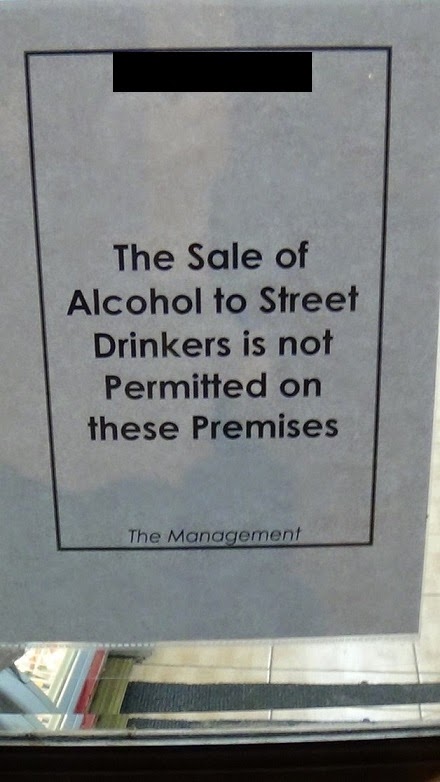 The Sale of
Alcohol to Street
Drinkers is not
Permitted on
these Premises
The Management